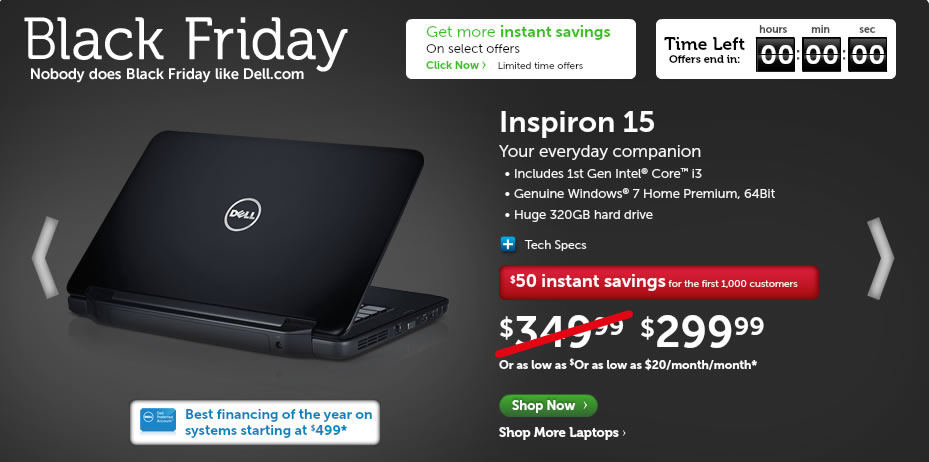 Black Friday
Nobody does Black Friday like Dell.com
Get more instant savings
On select offers
Click Now › Limited time offers
Time Left
Offers end in:
hours min sec
00:00:00
DELL
Inspiron 15
Your everyday companion
• Includes 1st Gen Intel® Core™ i3
• Genuine Windows® 7 Home Premium, 64Bit
• Huge 320GB hard drive
+ Tech Specs
$50 instant savings for the first 1,000 customers
$349.99 $299.99
Or as low as $Or as low as $20/month/month*
Shop Now ›
Shop More Laptops ›
DELL Dell Preferred Account
Best financing of the year on
systems starting at $499*